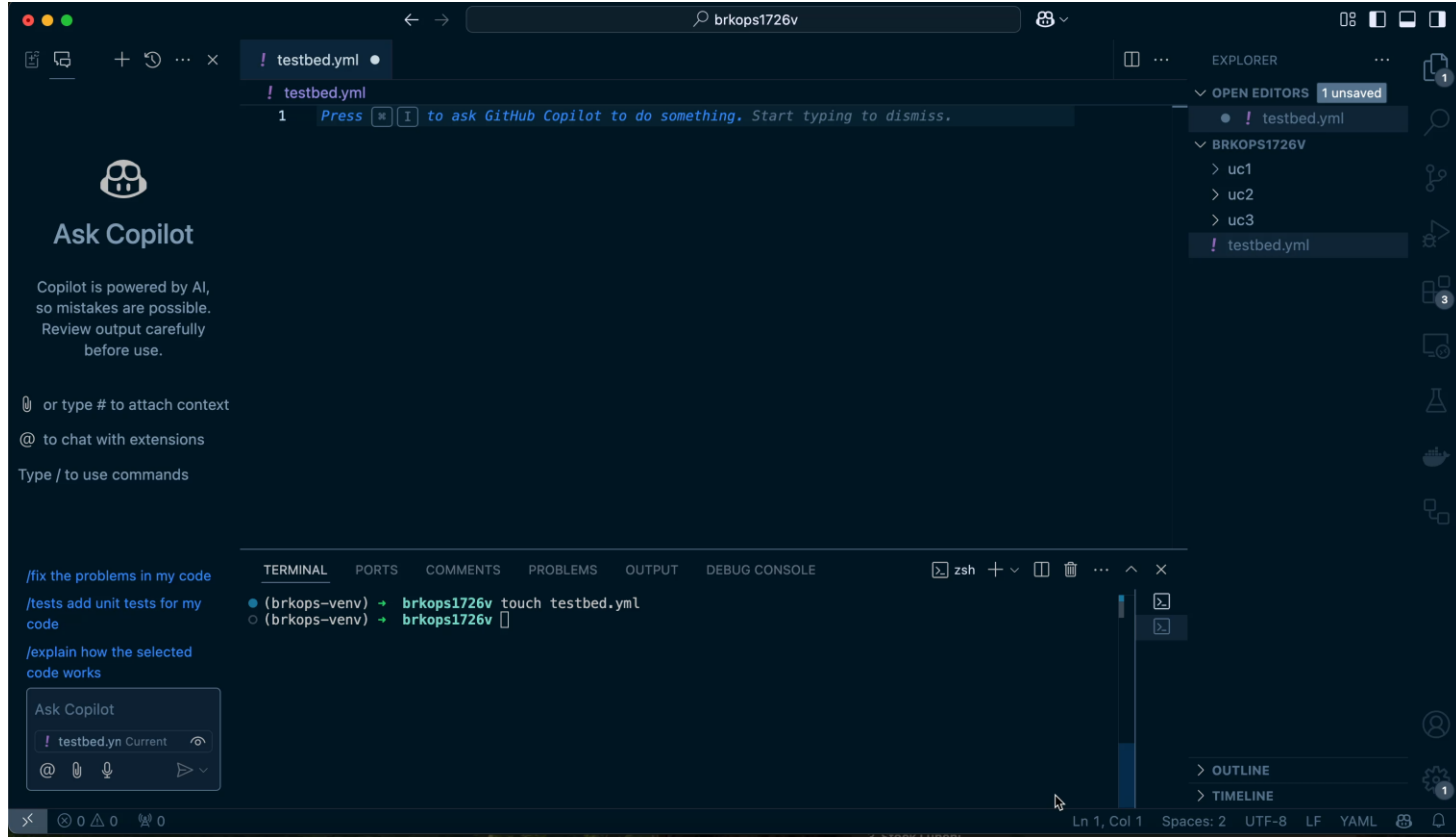 brkops1726v
testbed.yml
testbed.yml
1 Press ⌘ I to ask GitHub Copilot to do something. Start typing to dismiss.
Ask Copilot
Copilot is powered by AI,
so mistakes are possible.
Review output carefully
before use.
or type # to attach context
@ to chat with extensions
Type / to use commands
/fix the problems in my code
/tests add unit tests for my
code
/explain how the selected
code works
Ask Copilot
! testbed.yn Current
@
TERMINAL PORTS COMMENTS PROBLEMS OUTPUT DEBUG CONSOLE
zsh
(brkops-venv) → brkops1726v touch testbed.yml
(brkops-venv) → brkops1726v
EXPLORER
OPEN EDITORS 1 unsaved
! testbed.yml
BRKOPS1726V
uc1
uc2
uc3
! testbed.yml
OUTLINE
TIMELINE
1
3
1
0 0 0
Ln 1, Col 1 Spaces: 2 UTF-8 LF YAML